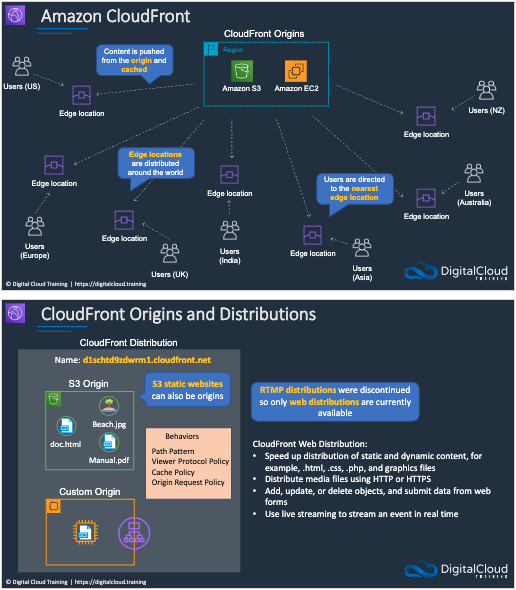 Amazon CloudFront
CloudFront Origins
Region
Amazon S3
Amazon EC2
Content is pushed
from the origin and
cached
Users (US)
Edge location
Users (NZ)
Edge location
Edge locations
are distributed
around the world
Edge location
Edge location
Users are directed
to the nearest
edge location
Edge location
Users
(Australia)
Users
(Europe)
Edge location
Users (UK)
Users
(India)
Edge location
Users
(Asia)
© Digital Cloud Training | https://digitalcloud.training
DigitalCloud
TRAINING
CloudFront Origins and Distributions
CloudFront Distribution
Name: d1schtd9zdwrm1.cloudfront.net
S3 Origin
S3 static websites
can also be origins
Beach.jpg
doc.html
Manual.pdf
Behaviors
Path Pattern
Viewer Protocol Policy
Cache Policy
Origin Request Policy
Custom Origin
RTMP distributions were discontinued
so only web distributions are currently
available
CloudFront Web Distribution:
• Speed up distribution of static and dynamic content, for
example, .html, .css, .php, and graphics files
• Distribute media files using HTTP or HTTPS
• Add, update, or delete objects, and submit data from web
forms
• Use live streaming to stream an event in real time
© Digital Cloud Training | https://digitalcloud.training
DigitalCloud
TRAINING